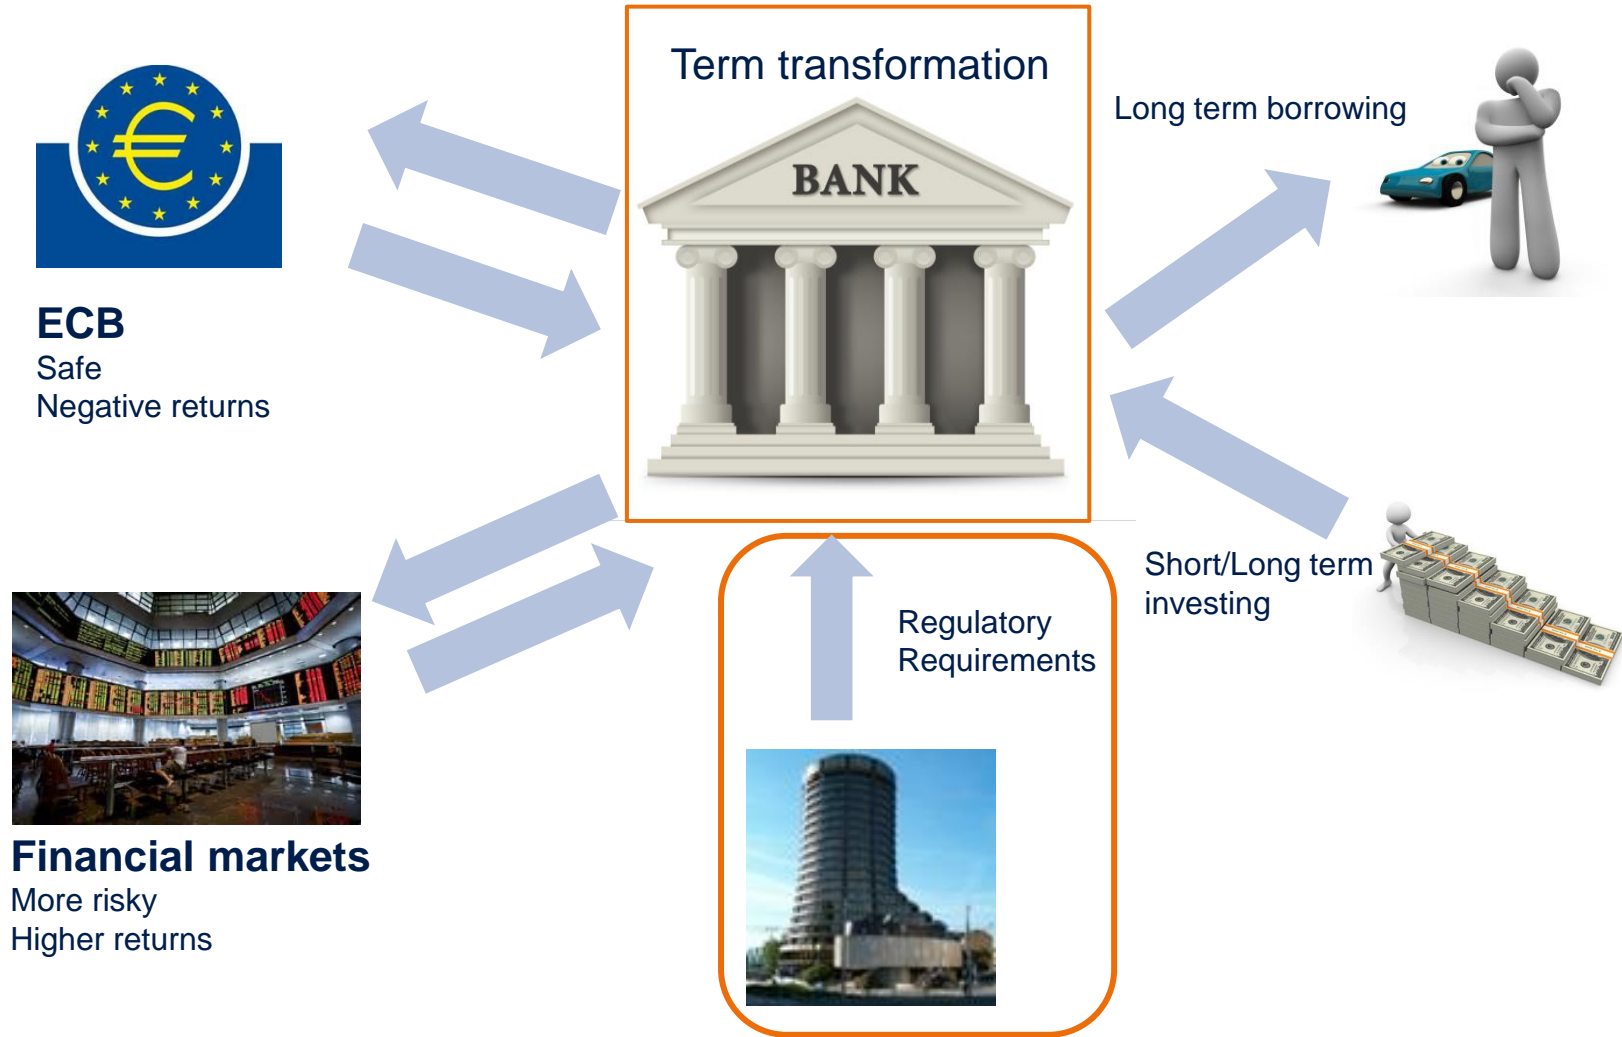 Term transformation
BANK
Long term borrowing
€
ECB
Safe
Negative returns
Short/Long term
investing
Regulatory
Requirements
Financial markets
More risky
Higher returns